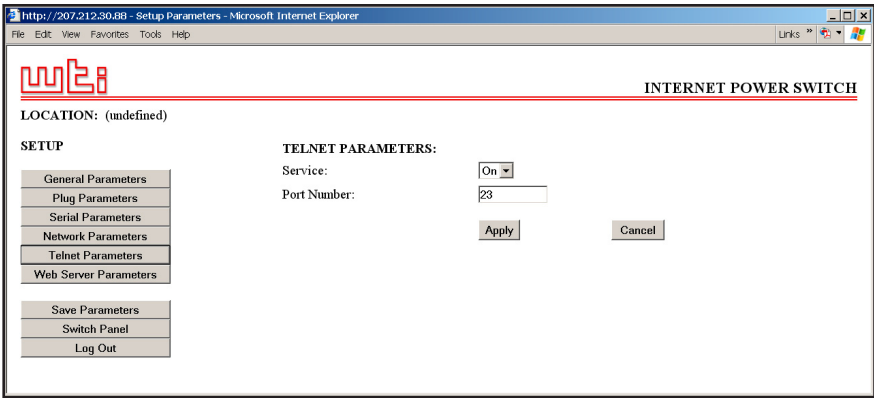 http://207.212.30.88 - Setup Parameters - Microsoft Internet Explorer
File Edit View Favorites Tools Help Links »
wti
INTERNET POWER SWITCH
LOCATION: (undefined)
SETUP
TELNET PARAMETERS:
General Parameters
Service: On
Plug Parameters
Port Number: 23
Serial Parameters
Network Parameters
Apply Cancel
Telnet Parameters
Web Server Parameters
Save Parameters
Switch Panel
Log Out